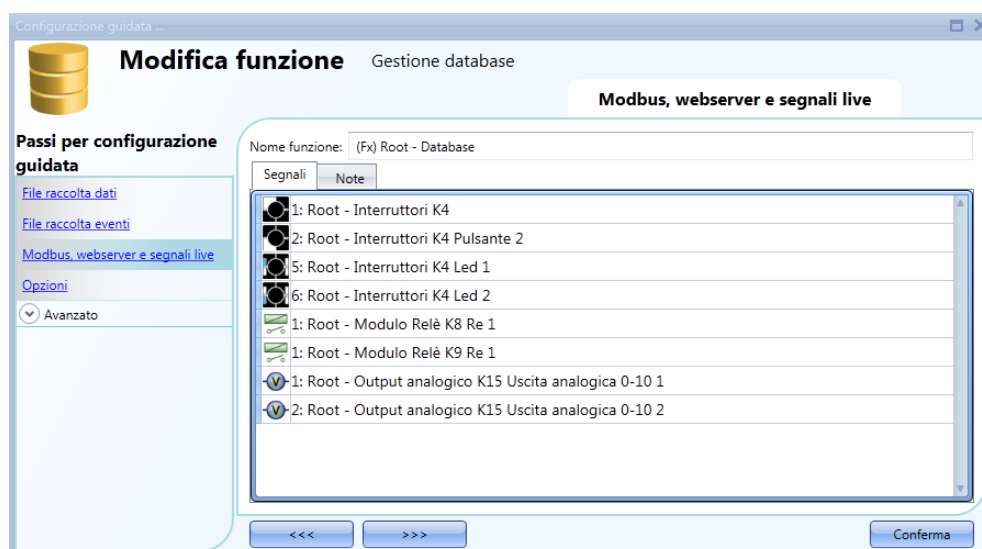 Configurazione guidata ...
Modifica funzione
Gestione database
Modbus, webserver e segnali live
Passi per configurazione
guidata
File raccolta dati
File raccolta eventi
Modbus, webserver e segnali live
Opzioni
Avanzato
Nome funzione: (Fx) Root - Database
Segnali
Note
1: Root - Interruttori K4
2: Root - Interruttori K4 Pulsante 2
5: Root - Interruttori K4 Led 1
6: Root - Interruttori K4 Led 2
1: Root - Modulo Relè K8 Re 1
1: Root - Modulo Relè K9 Re 1
V 1: Root - Output analogico K15 Uscita analogica 0-10 1
V 2: Root - Output analogico K15 Uscita analogica 0-10 2
<<<
>>>
Conferma